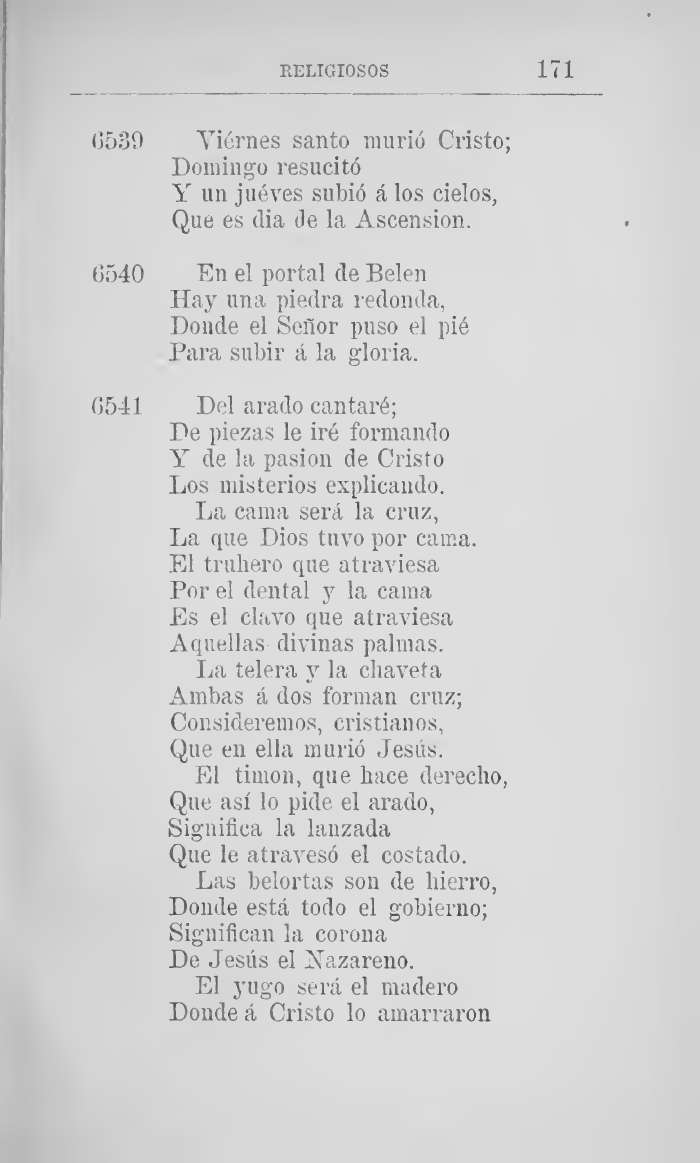 RELIGIOSOS 171
6539 Viérnes santo murió Cristo;
Domingo resucitó
Y un juéves subió á los cielos,
Que es dia de la Ascension.
6540 En el portal de Belen
Hay una piedra redonda,
Donde el Señor puso el pié
Para subir á la gloria.
6541 Del arado cantaré;
De piezas le iré formando
Y de la pasion de Cristo
Los misterios explicando.
La cama será la cruz,
La que Dios tuvo por cama.
El truhero que atraviesa
Por el dental y la cama
Es el clavo que atraviesa
Aquellas divinas palmas.
La telera y la chaveta
Ambas á dos forman cruz;
Consideremos, cristianos,
Que en ella murió Jesús.
El timon, que hace derecho,
Que así lo pide el arado,
Significa la lanzada
Que le atravesó el costado.
Las belortas son de hierro,
Donde está todo el gobierno;
Significan la corona
De Jesús el Nazareno.
El yugo será el madero
Donde á Cristo lo amarraron